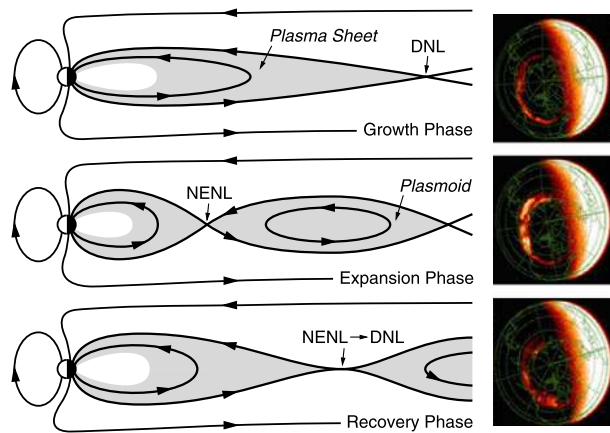 Plasma Sheet
DNL
Growth Phase
NENL
Plasmoid
Expansion Phase
NENL→DNL
Recovery Phase